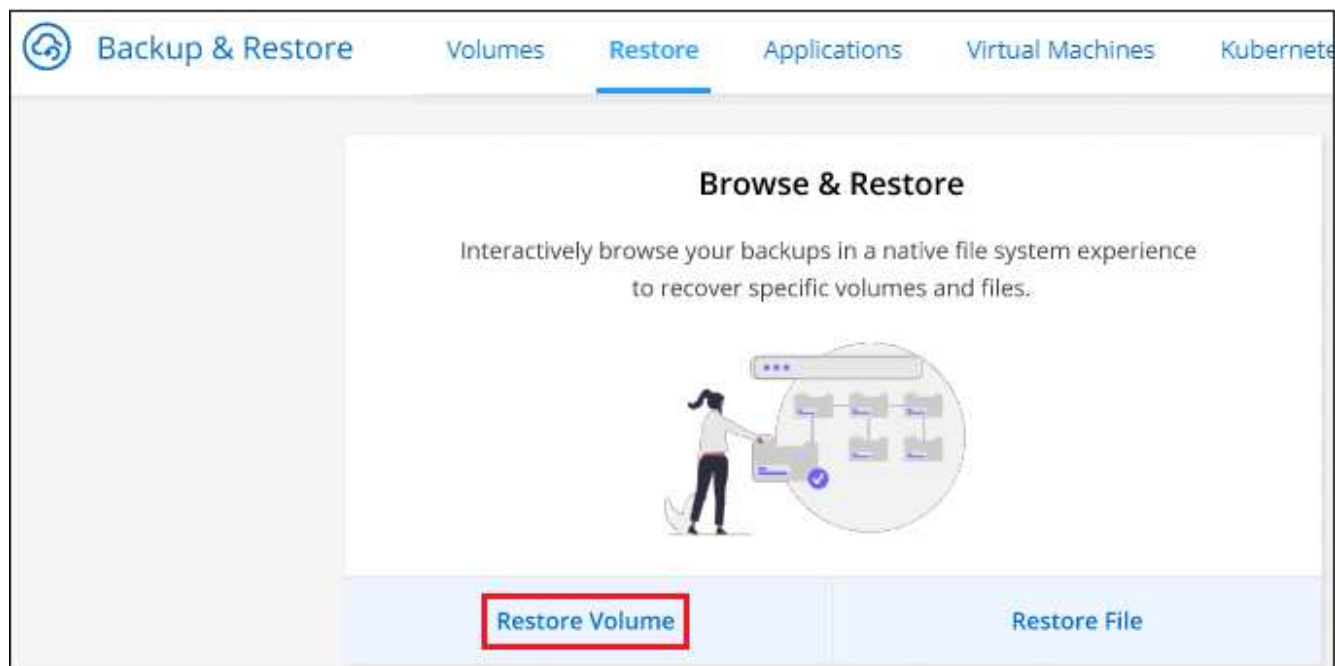 Backup & Restore Volumes Restore Applications Virtual Machines Kubernete
Browse & Restore
Interactively browse your backups in a native file system experience
to recover specific volumes and files.
Restore Volume Restore File